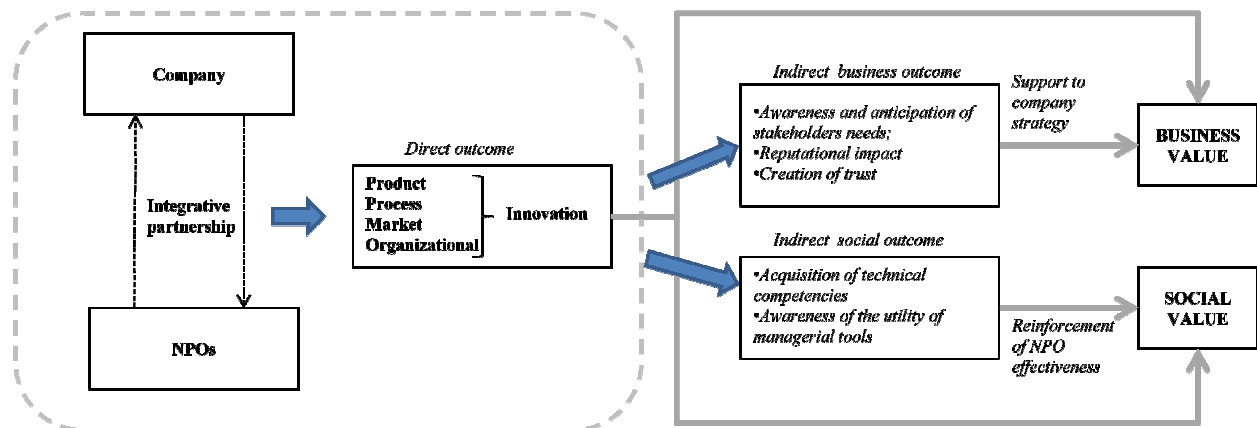 Company
Integrative
partnership
NPOs
Direct outcome
Product
Process
Market
Organizational
Innovation
Indirect business outcome
•Awareness and anticipation of
stakeholders needs;
•Reputational impact
•Creation of trust
Support to
company
strategy
BUSINESS
VALUE
Indirect social outcome
•Acquisition of technical
competencies
•Awareness of the utility of
managerial tools
Reinforcement
of NPO
effectiveness
SOCIAL
VALUE